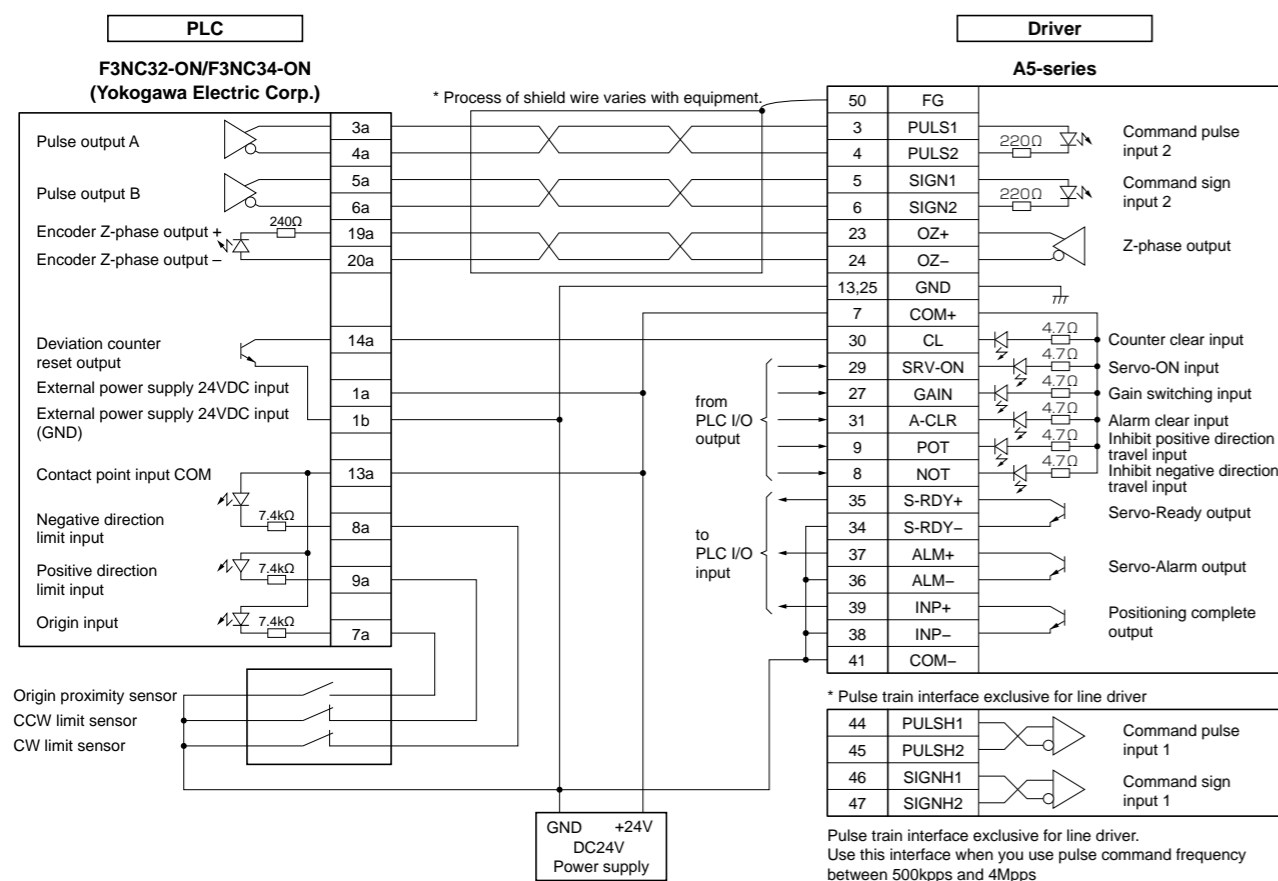 PLC
Driver
F3NC32-ON/F3NC34-ON
(Yokogawa Electric Corp.)
A5-series
* Process of shield wire varies with equipment.
Pulse output A
3a
4a
Pulse output B
5a
6a
Encoder Z-phase output +
240Ω
19a
Encoder Z-phase output –
20a
Deviation counter
reset output
14a
External power supply 24VDC input
1a
External power supply 24VDC input
(GND)
1b
Contact point input COM
13a
Negative direction
limit input
7.4kΩ
8a
Positive direction
limit input
7.4kΩ
9a
Origin input
7.4kΩ
7a
Origin proximity sensor
CCW limit sensor
CW limit sensor
GND +24V
DC24V
Power supply
from
PLC I/O
output
to
PLC I/O
input
50 FG
3 PULS1
4 PULS2
220Ω
Command pulse
input 2
5 SIGN1
6 SIGN2
220Ω
Command sign
input 2
23 OZ+
24 OZ–
Z-phase output
13,25 GND
7 COM+
30 CL 4.7Ω Counter clear input
29 SRV-ON 4.7Ω Servo-ON input
27 GAIN 4.7Ω Gain switching input
31 A-CLR 4.7Ω Alarm clear input
9 POT 4.7Ω Inhibit positive direction
travel input
8 NOT 4.7Ω Inhibit negative direction
travel input
35 S-RDY+
34 S-RDY–
Servo-Ready output
37 ALM+
36 ALM–
Servo-Alarm output
39 INP+
38 INP–
Positioning complete
output
41 COM–
* Pulse train interface exclusive for line driver
44 PULSH1
45 PULSH2
Command pulse
input 1
46 SIGNH1
47 SIGNH2
Command sign
input 1
Pulse train interface exclusive for line driver.
Use this interface when you use pulse command frequency
between 500kpps and 4Mpps